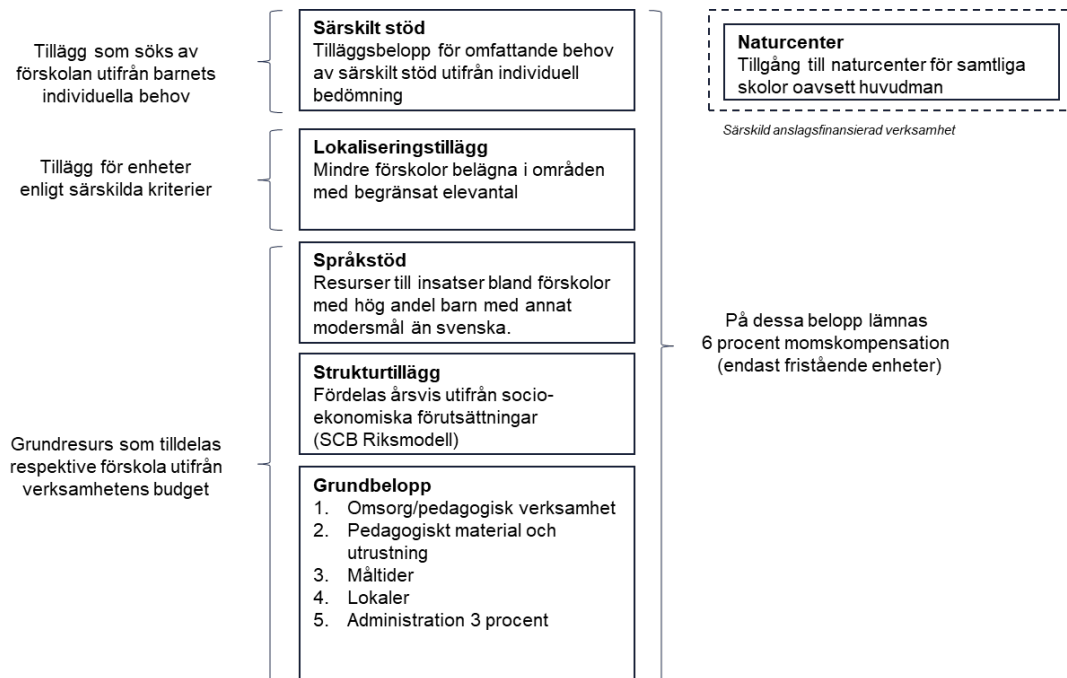 Tillägg som söks av
förskolan utifrån barnets
individuella behov
Särskilt stöd
Tilläggsbelopp för omfattande behov
av särskilt stöd utifrån individuell
bedömning
Naturcenter
Tillgång till naturcenter för samtliga
skolor oavsett huvudman
Särskild anslagsfinansierad verksamhet
Tillägg för enheter
enligt särskilda kriterier
Lokaliseringstillägg
Mindre förskolor belägna i områden
med begränsat elevantal
Språkstöd
Resurser till insatser bland förskolor
med hög andel barn med annat
modersmål än svenska.
På dessa belopp lämnas
6 procent momskompensation
(endast fristående enheter)
Strukturtillägg
Fördelas årsvis utifrån socio-
ekonomiska förutsättningar
(SCB Riksmodell)
Grundresurs som tilldelas
respektive förskola utifrån
verksamhetens budget
Grundbelopp
1. Omsorg/pedagogisk verksamhet
2. Pedagogiskt material och
utrustning
3. Måltider
4. Lokaler
5. Administration 3 procent